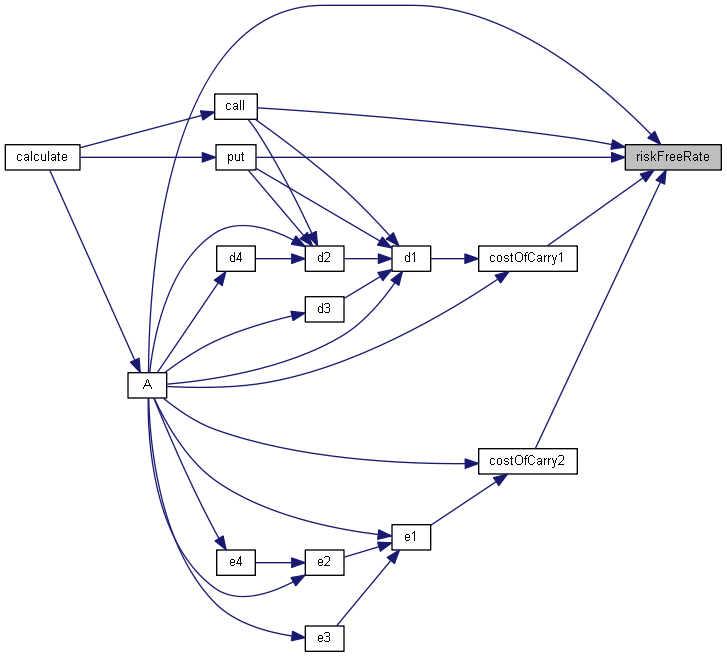 call
calculate
put
riskFreeRate
d4
d2
d1
costOfCarry1
d3
A
costOfCarry2
e1
e4
e2
e3